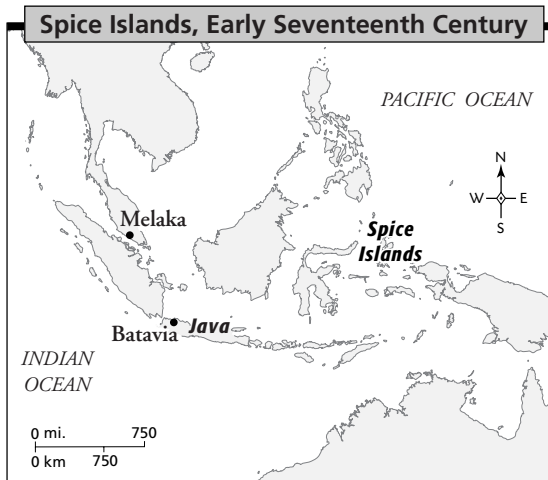 Spice Islands, Early Seventeenth Century
PACIFIC OCEAN
N
W E
S
Melaka
Spice
Islands
Batavia
Java
INDIAN
OCEAN
0 mi. 750
0 km 750